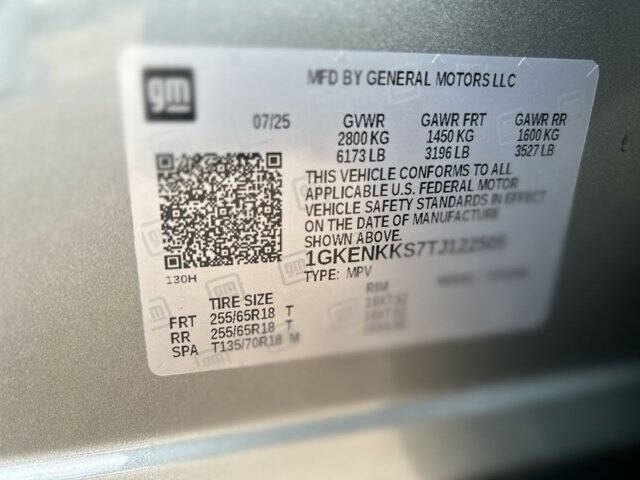 gm
MFD BY GENERAL MOTORS LLC
07/25 GVWR GAWR FRT GAWR RR
2800 KG 1450 KG 1600 KG
6173 LB 3196 LB 3527 LB
THIS VEHICLE CONFORMS TO ALL
APPLICABLE U.S. FEDERAL MOTOR
VEHICLE SAFETY STANDARDS IN EFFECT
ON THE DATE OF MANUFACTURE
SHOWN ABOVE.
1GKENKKS7TJ122505
130H
TYPE: MPV
TIRE SIZE RIM
FRT 255/65R18 T
RR 255/65R18 T
SPA T135/70R18 M